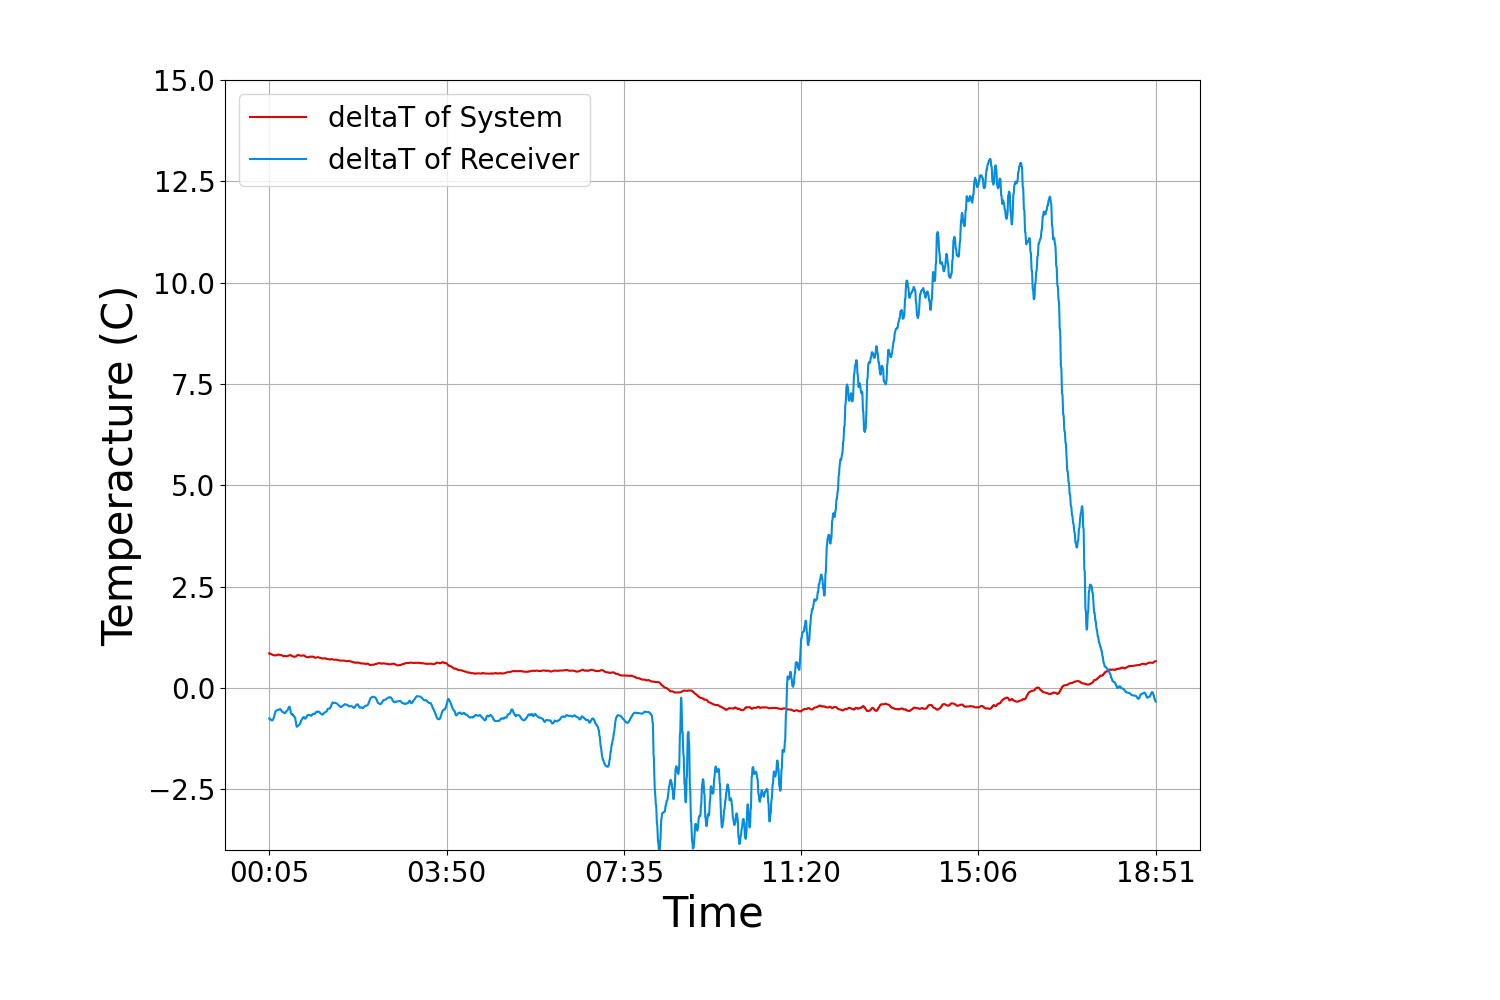 15.0
12.5
10.0
7.5
5.0
2.5
0.0
−2.5
Temperacture (C)
deltaT of System
deltaT of Receiver
00:05 03:50 07:35 11:20 15:06 18:51
Time